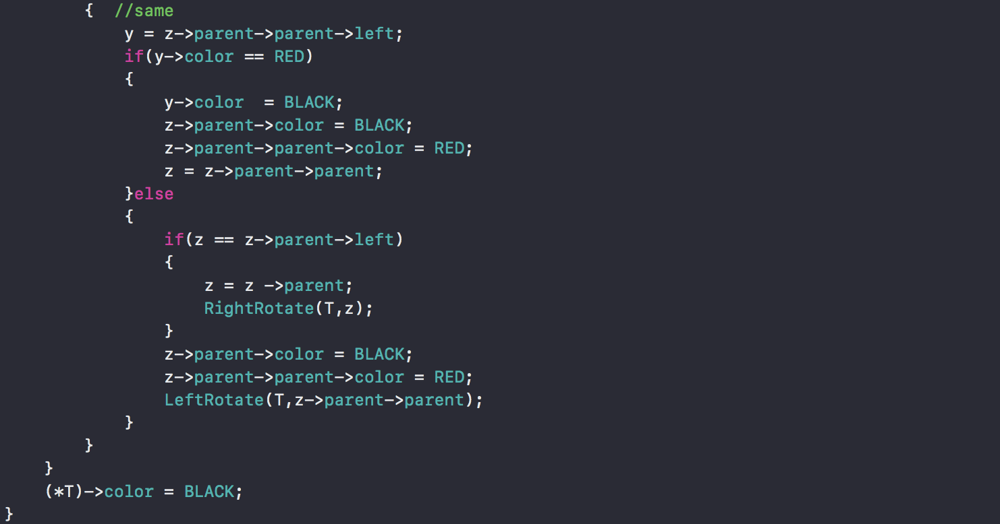 {  //same
y = z->parent->parent->left;
if(y->color == RED)
{
y->color  = BLACK;
z->parent->color = BLACK;
z->parent->parent->color = RED;
z = z->parent->parent;
}else
{
if(z == z->parent->left)
{
z = z ->parent;
RightRotate(T,z);
}
z->parent->color = BLACK;
z->parent->parent->color = RED;
LeftRotate(T,z->parent->parent);
}
}
}
(*T)->color = BLACK;
}